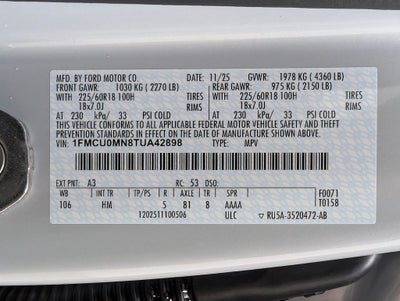 MFD. BY FORD MOTOR CO. 11/25 GVWR: 1978 KG ( 4360 LB)
FRONT GAWR: 1030 KG ( 2270 LB) REAR GAWR: 975 KG ( 2150 LB)
WITH 225/60R18 100H TIRES WITH 225/60R18 100H TIRES
18x7.0J RIMS 18x7.0J RIMS
AT 230 kPa/ 33 PSI COLD AT 230 kPa/ 33 PSI COLD
THIS VEHICLE CONFORMS TO ALL APPLICABLE FEDERAL MOTOR VEHICLE SAFETY AND THEFT PREVENTION STANDARDS IN EFFECT ON THE DATE OF MANUFACTURE SHOWN ABOVE.
VIN: 1FMCU0MN8TUA42898 TYPE: MPV
EXT PNT: A3 RC: 53 DSO:
WB HM TR TP/PS R AXLE TR SPR F0071
106 HM 5 81 8 AAAA T0158
1202511100506 ULC RU5A-3520472-AB